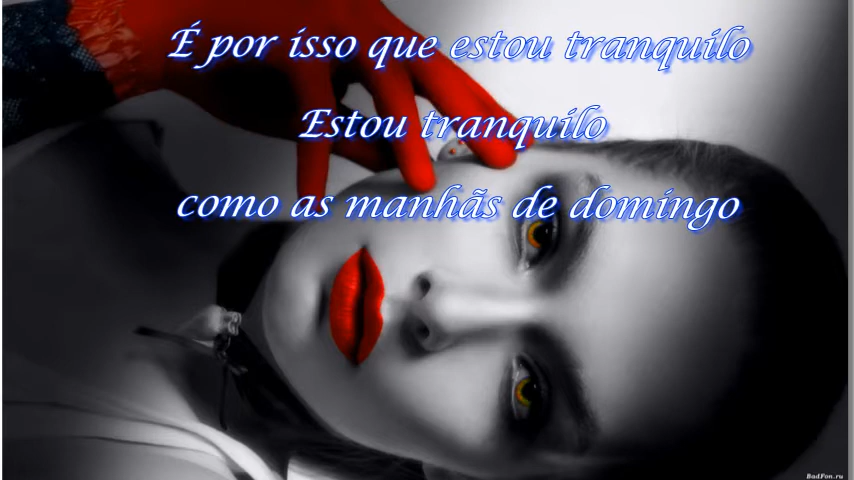 É por isso que estou tranquilo
Estou tranquilo
como as manhãs de domingo
BadFon.ru